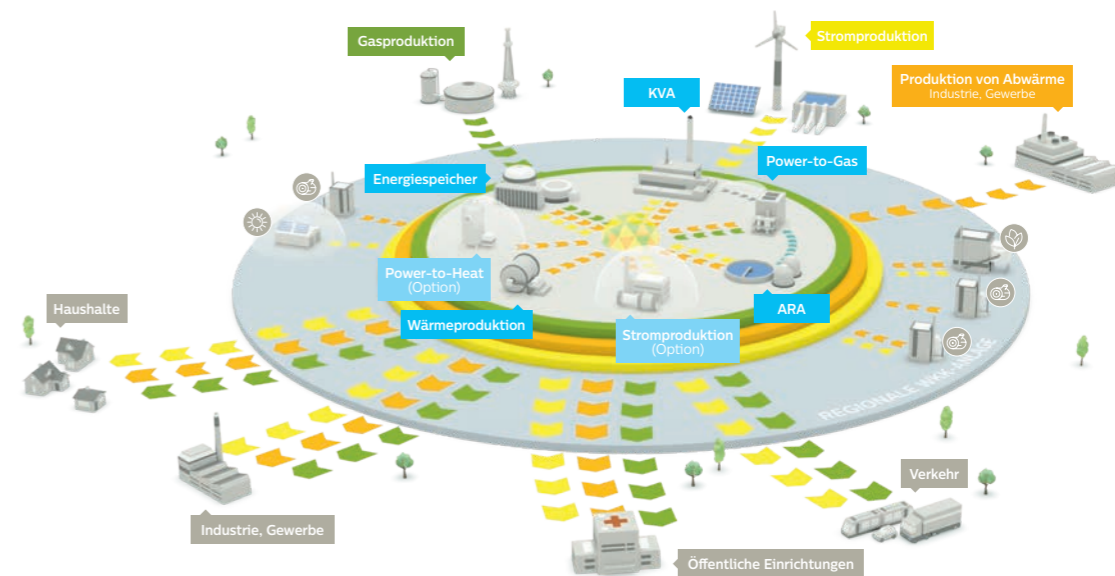 Gasproduktion
Stromproduktion
KVA
Produktion von Abwärme
Industrie, Gewerbe
Power-to-Gas
Energiespeicher
Power-to-Heat
(Option)
Haushalte
Wärmeproduktion
Stromproduktion
(Option)
ARA
REGIONALE WKK-ANLAGE
Verkehr
Industrie, Gewerbe
Öffentliche Einrichtungen